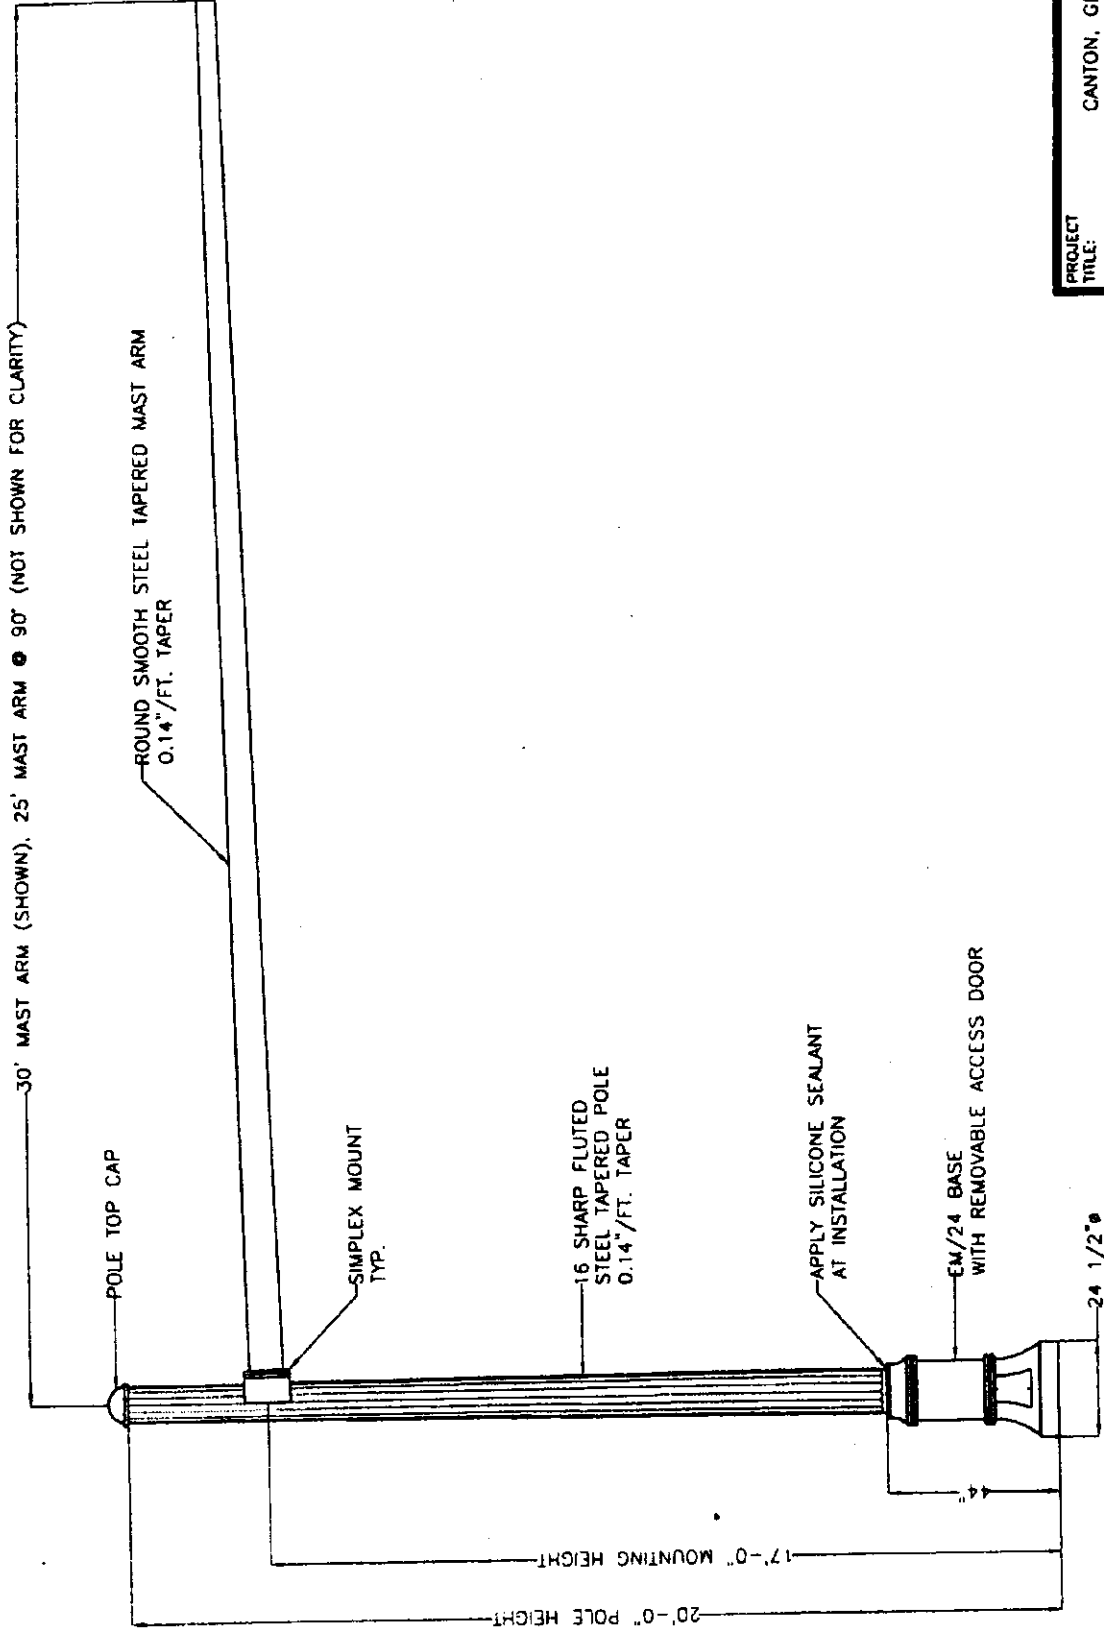 30' MAST ARM (SHOWN), 25' MAST ARM @ 90° (NOT SHOWN FOR CLARITY)
POLE TOP CAP
ROUND SMOOTH STEEL TAPERED MAST ARM
0.14"/FT. TAPER
SIMPLEX MOUNT
TYP.
16 SHARP FLUTED
STEEL TAPERED POLE
0.14"/FT. TAPER
APPLY SILICONE SEALANT
AT INSTALLATION
EM/24 BASE
WITH REMOVABLE ACCESS DOOR
24 1/2"ø
44"
17'-0" MOUNTING HEIGHT
20'-0" POLE HEIGHT
PROJECT
TITLE:
CANTON,